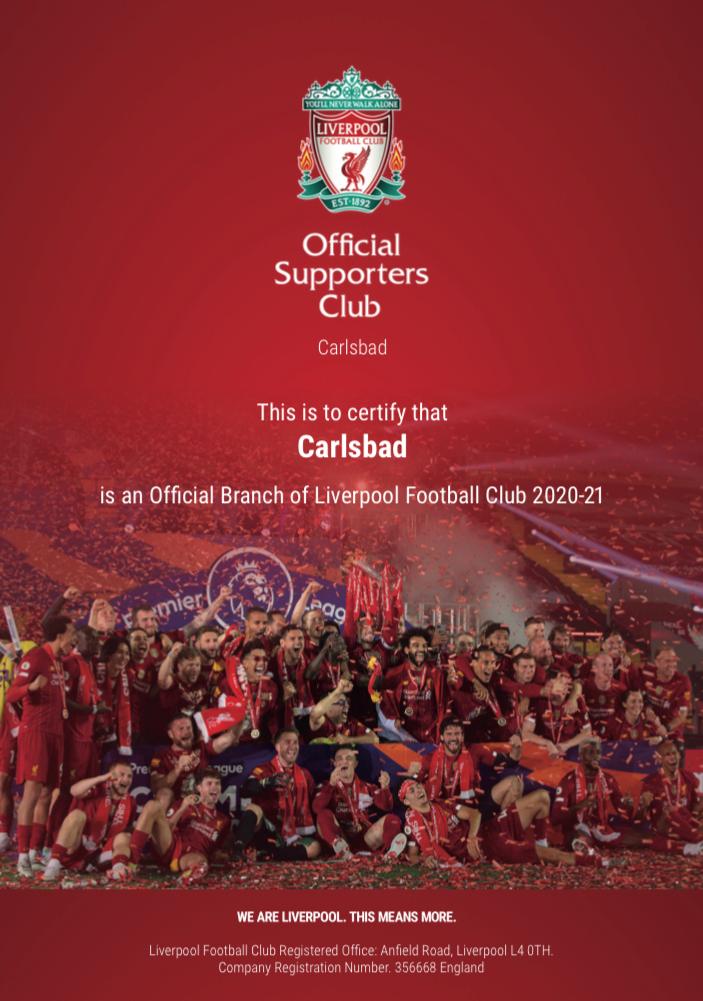 YOU'LL NEVER WALK ALONE
LIVERPOOL
FOOTBALL CLUB
EST·1892
®
Official
Supporters
Club
Carlsbad
This is to certify that
Carlsbad
is an Official Branch of Liverpool Football Club 2020-21
Premier League
WE ARE LIVERPOOL. THIS MEANS MORE.
Liverpool Football Club Registered Office: Anfield Road, Liverpool L4 0TH.
Company Registration Number. 356668 England